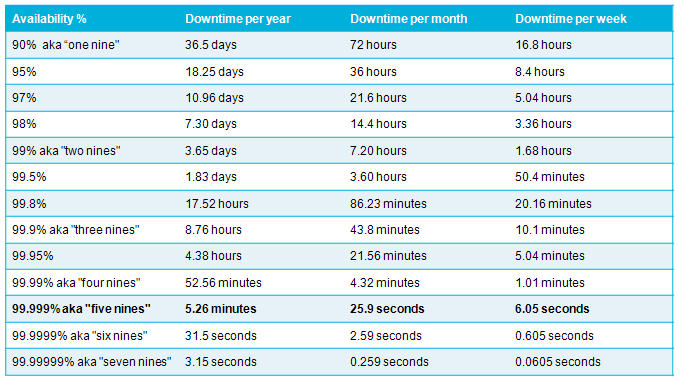 Availability % Downtime per year Downtime per month Downtime per week
90% aka “one nine" 36.5 days 72 hours 16.8 hours
95% 18.25 days 36 hours 8.4 hours
97% 10.96 days 21.6 hours 5.04 hours
98% 7.30 days 14.4 hours 3.36 hours
99% aka "two nines" 3.65 days 7.20 hours 1.68 hours
99.5% 1.83 days 3.60 hours 50.4 minutes
99.8% 17.52 hours 86.23 minutes 20.16 minutes
99.9% aka "three nines" 8.76 hours 43.8 minutes 10.1 minutes
99.95% 4.38 hours 21.56 minutes 5.04 minutes
99.99% aka "four nines" 52.56 minutes 4.32 minutes 1.01 minutes
99.999% aka "five nines" 5.26 minutes 25.9 seconds 6.05 seconds
99.9999% aka "six nines" 31.5 seconds 2.59 seconds 0.605 seconds
99.99999% aka "seven nines" 3.15 seconds 0.259 seconds 0.0605 seconds